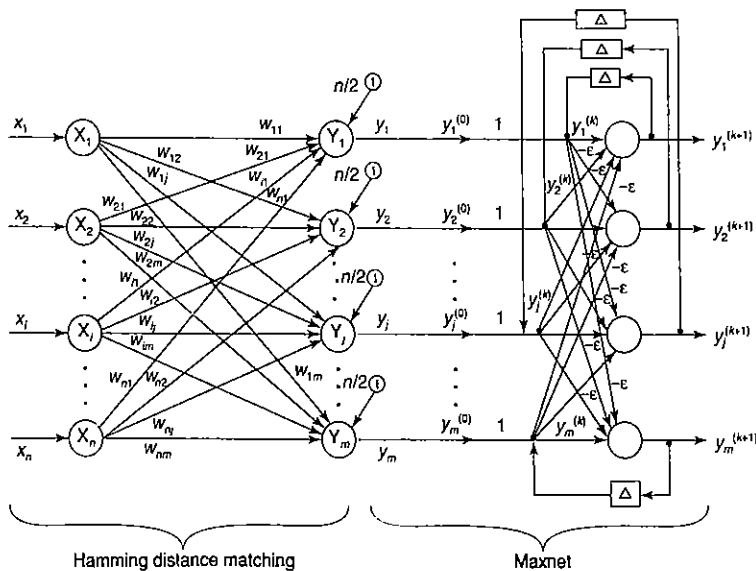 Δ
Δ
Δ
n/2 1
x₁ X₁ w₁₁ Y₁ y₁ y₁⁽⁰⁾ 1 y₁⁽ᵏ⁾ y₁⁽ᵏ⁺¹⁾
w₁₂ w₂₁ −ε
w₁ⱼ wᵢ₁ −ε
n/2 1
w₂₁ wₙ₁ y₂⁽ᵏ⁾ −ε
x₂ X₂ w₂₂ Y₂ y₂ y₂⁽⁰⁾ 1 y₂⁽ᵏ⁺¹⁾
w₂ⱼ −ε
w₂ₘ −ε
wᵢ₁ n/2 1 −ε
wᵢ₂ yⱼ⁽ᵏ⁾ −ε
xᵢ Xᵢ wᵢⱼ Yⱼ yⱼ yⱼ⁽⁰⁾ 1 yⱼ⁽ᵏ⁺¹⁾
wᵢₘ −ε
w₁ₘ −ε
wₙ₁ wₙ₂ n/2 1 −ε
wₙⱼ yₘ⁽⁰⁾ 1 yₘ⁽ᵏ⁾
xₙ Xₙ wₙₘ Yₘ yₘ yₘ⁽ᵏ⁺¹⁾
Δ
Hamming distance matching Maxnet